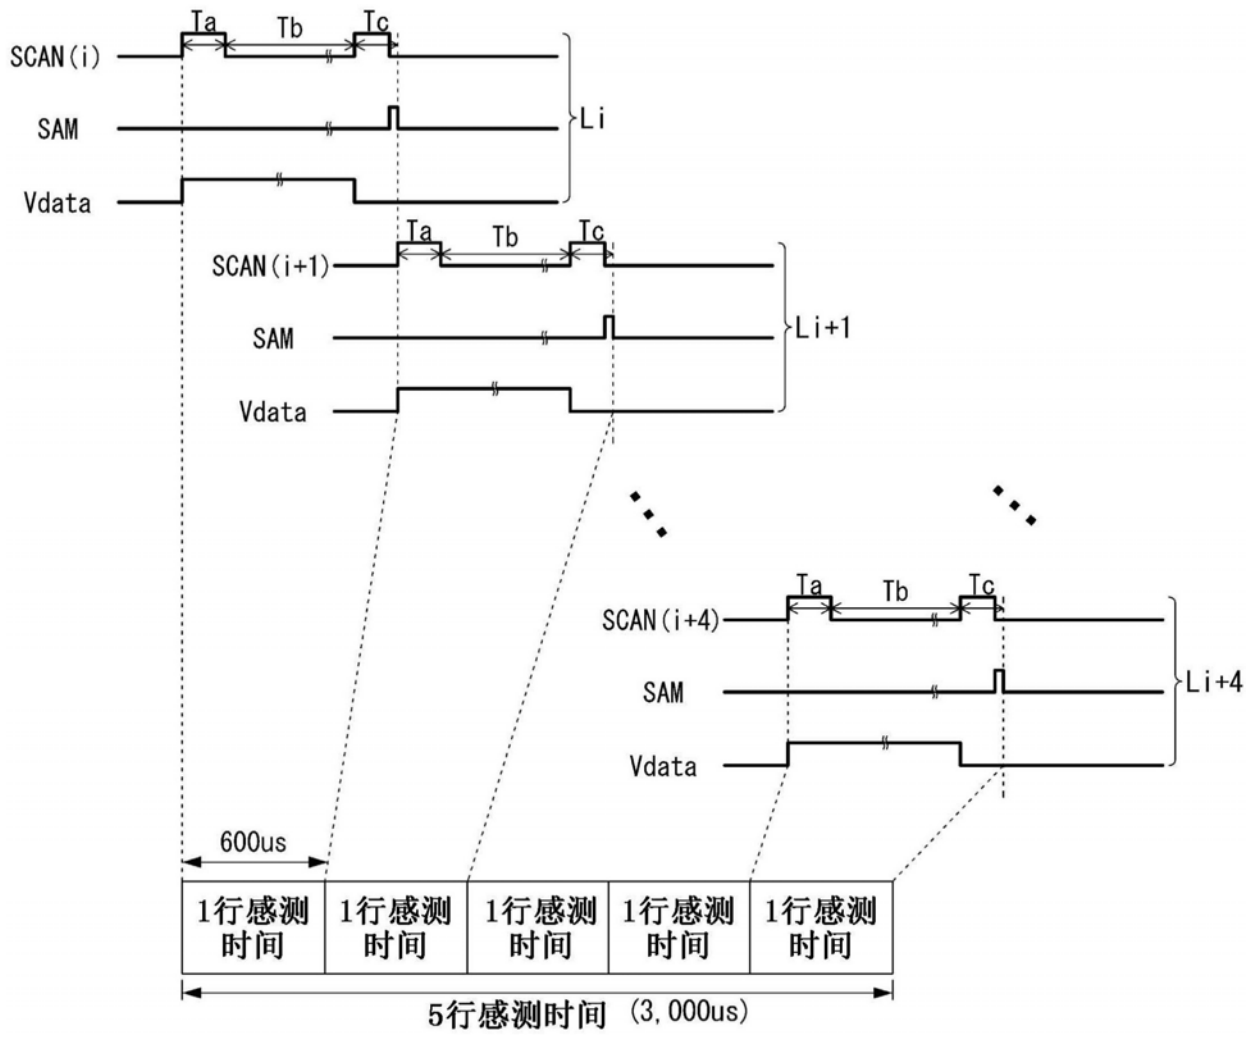 Ta Tb Tc
SCAN(i)
SAM
Li
Vdata
Ta Tb Tc
SCAN(i+1)
SAM
Li+1
Vdata
Ta Tb Tc
SCAN(i+4)
SAM
Li+4
Vdata
600us
1行感测 1行感测 1行感测 1行感测 1行感测
时间 时间 时间 时间 时间
5行感测时间 (3,000us)